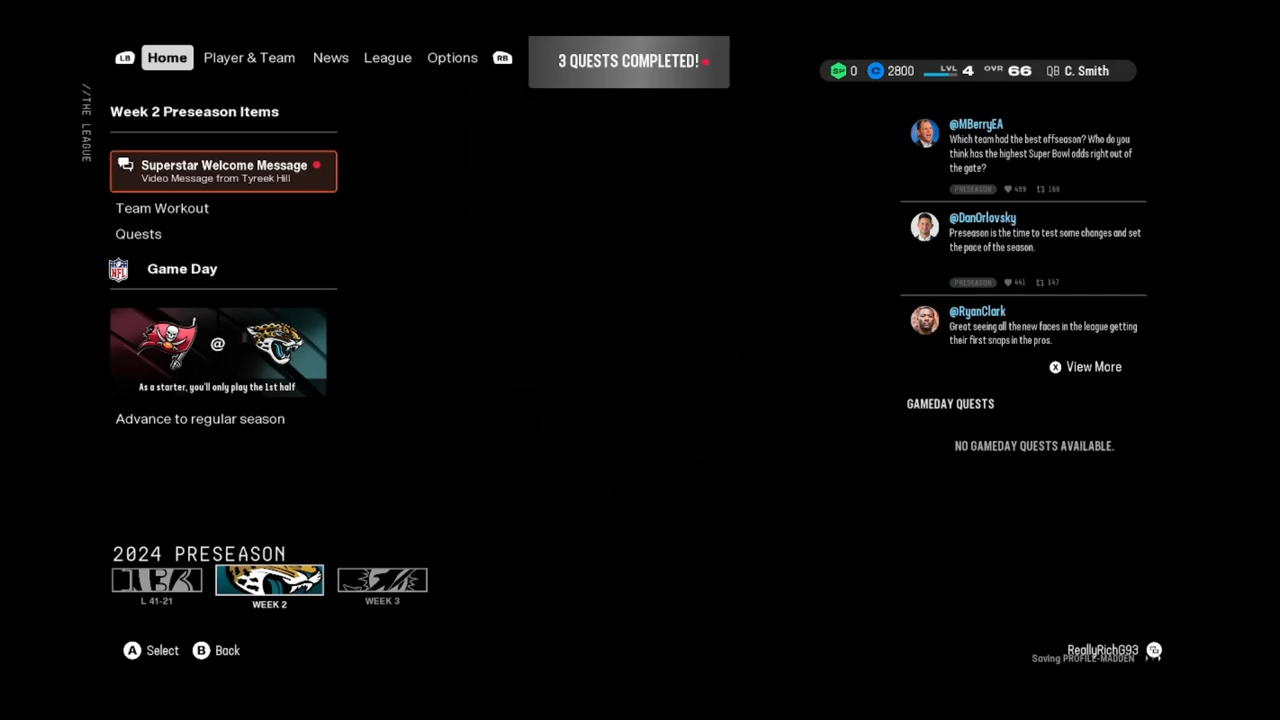 LB Home Player & Team News League Options RB
3 QUESTS COMPLETED!
SP 0 C 2800 LVL 4 OVR 66 QB C. Smith
//THE LEAGUE
Week 2 Preseason Items
Superstar Welcome Message
Video Message from Tyreek Hill
Team Workout
Quests
NFL Game Day
@
As a starter, you'll only play the 1st half
Advance to regular season
@MBerryEA
Which team had the best offseason? Who do you
think has the highest Super Bowl odds right out of
the gate?
PRESEASON 499 166
@DanOrlovsky
Preseason is the time to test some changes and set
the pace of the season.
PRESEASON 441 147
@RyanClark
Great seeing all the new faces in the league getting
their first snaps in the pros.
X View More
GAMEDAY QUESTS
NO GAMEDAY QUESTS AVAILABLE.
2024 PRESEASON
L 41-21
WEEK 2
WEEK 3
A Select B Back
ReallyRichG93
Saving PROFILE-MADDEN